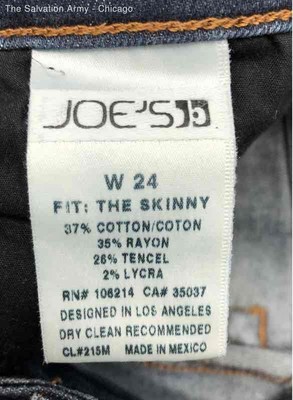 The Salvation Army - Chicago
JOE'S
W 24
FIT: THE SKINNY
37% COTTON/COTON
35% RAYON
26% TENCEL
2% LYCRA
RN# 106214 CA# 35037
DESIGNED IN LOS ANGELES
DRY CLEAN RECOMMENDED
CL#215M MADE IN MEXICO